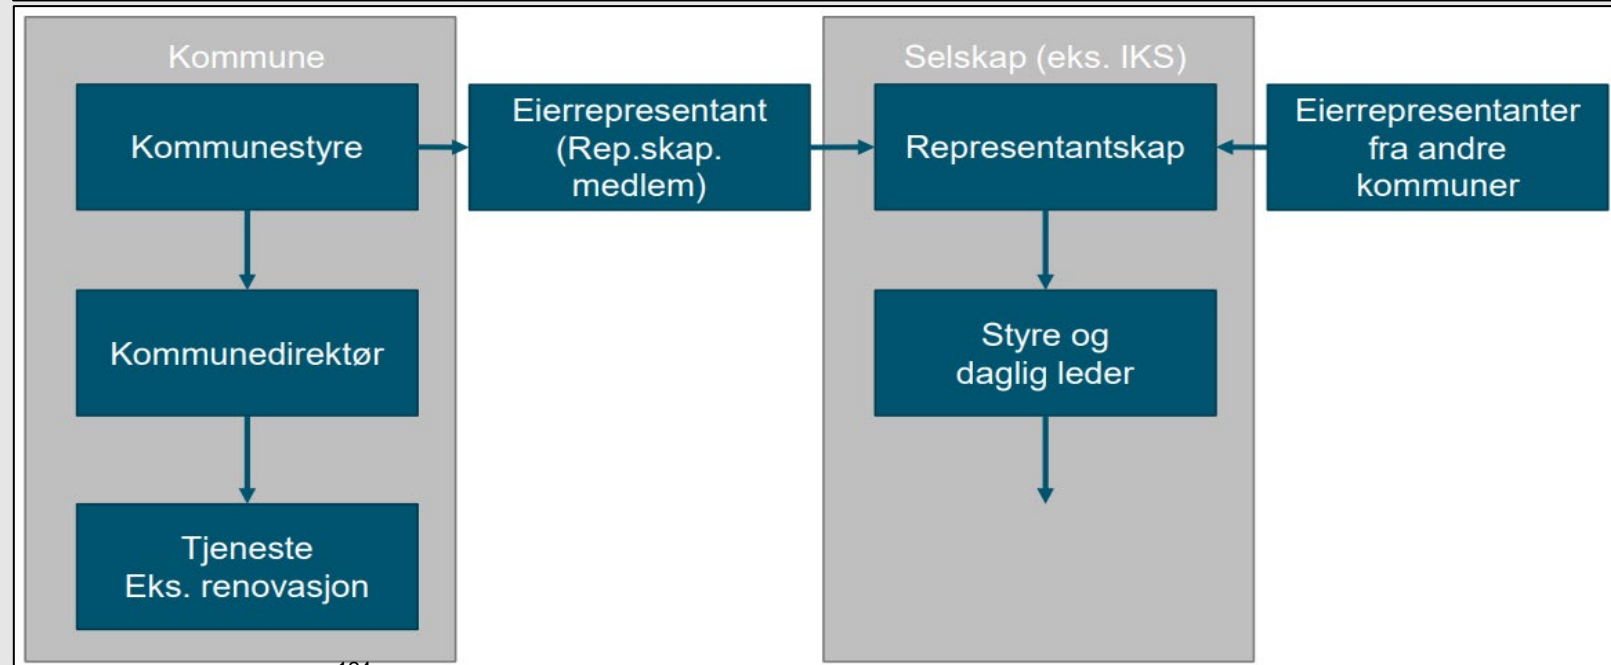 Kommune
Kommunestyre
Kommunedirektør
Tjeneste
Eks. renovasjon
Eierrepresentant
(Rep.skap.
medlem)
Selskap (eks. IKS)
Representantskap
Styre og
daglig leder
Eierrepresentanter
fra andre
kommuner